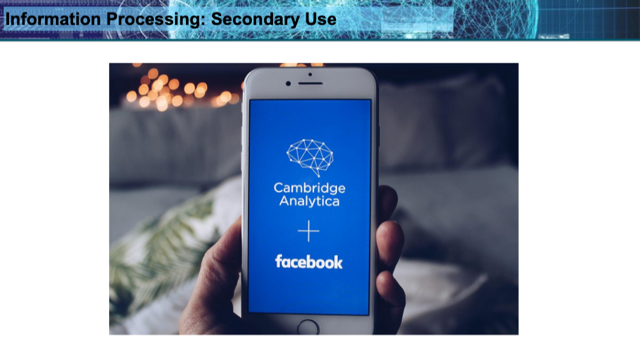 Information Processing: Secondary Use
Cambridge
Analytica
facebook